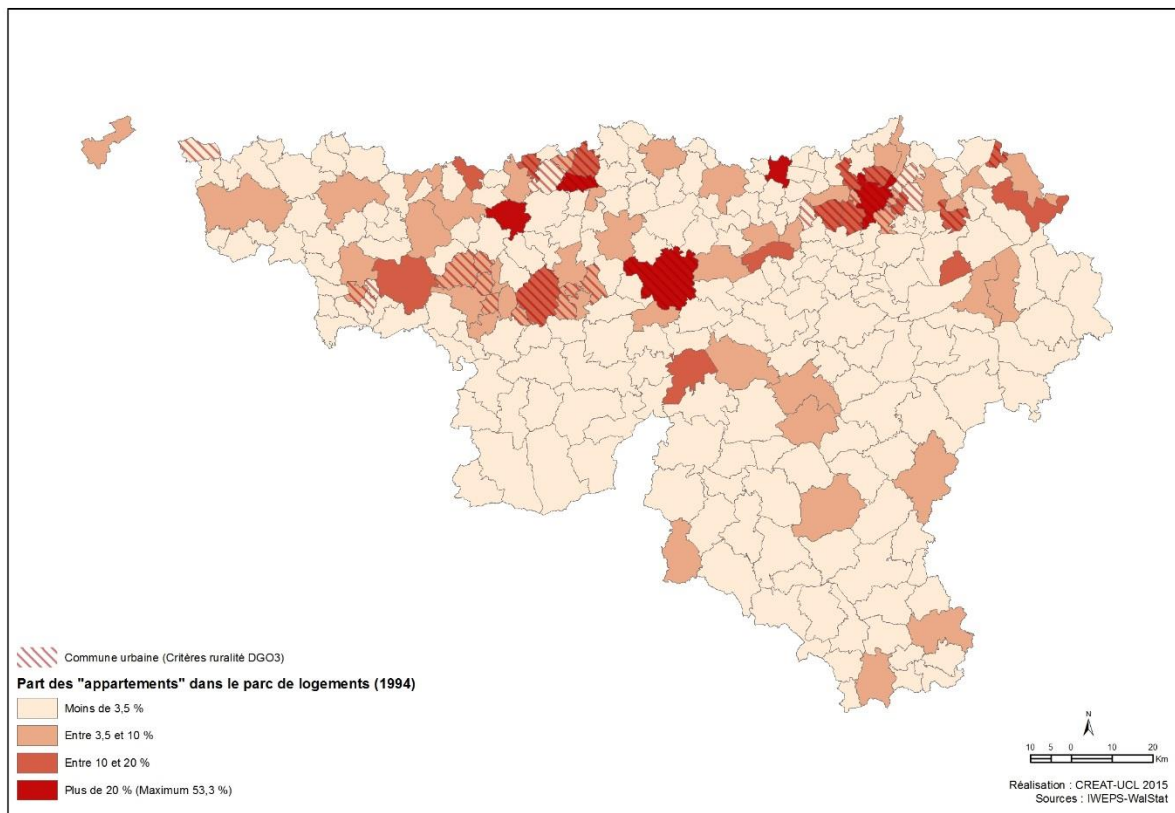 Commune urbaine (Critères ruralité DGO3)
Part des "appartements" dans le parc de logements (1994)
Moins de 3,5 %
Entre 3,5 et 10 %
Entre 10 et 20 %
Plus de 20 % (Maximum 53,3 %)
N
10 5 0 10 20
Km
Réalisation : CREAT-UCL 2015
Sources : IWEPS-WalStat